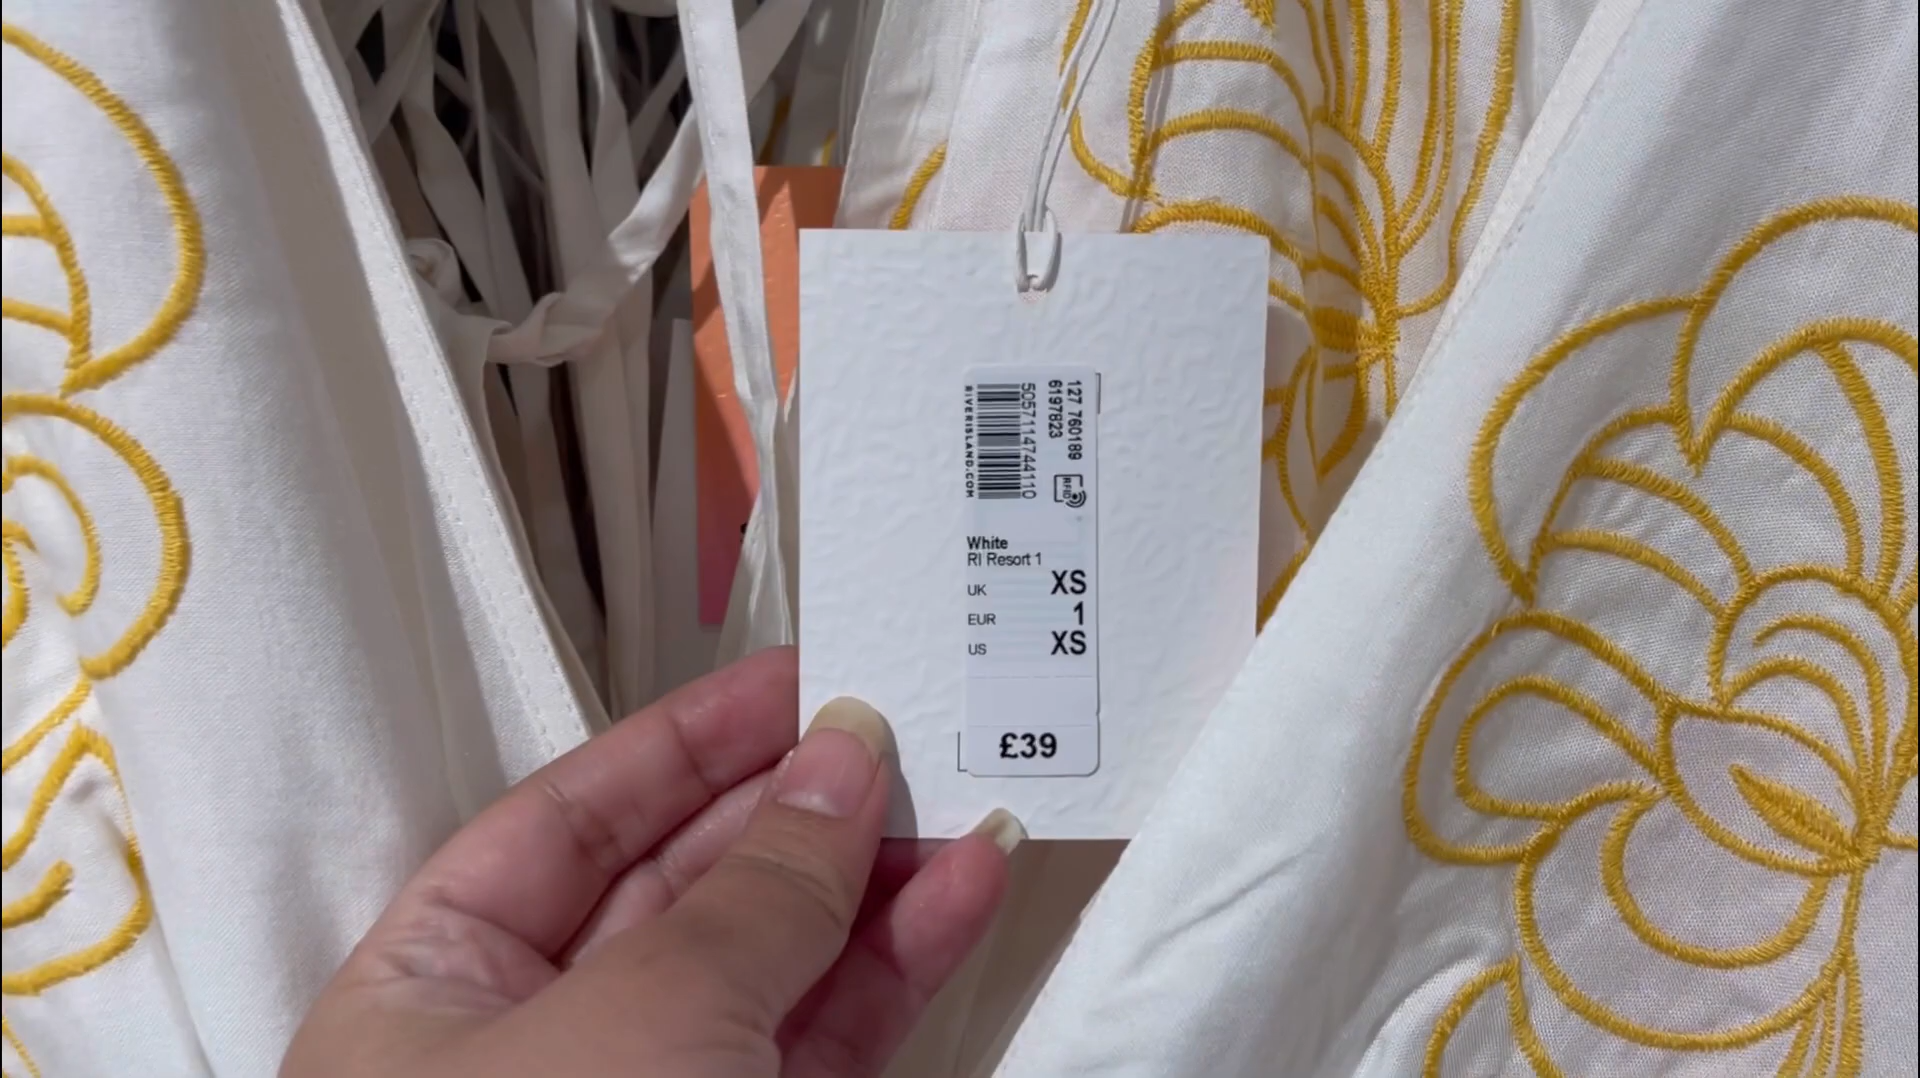 127 760189
6197823
RFID
5057114744110
RIVERISLAND.COM
White
RI Resort 1
UK XS
EUR 1
US XS
£39